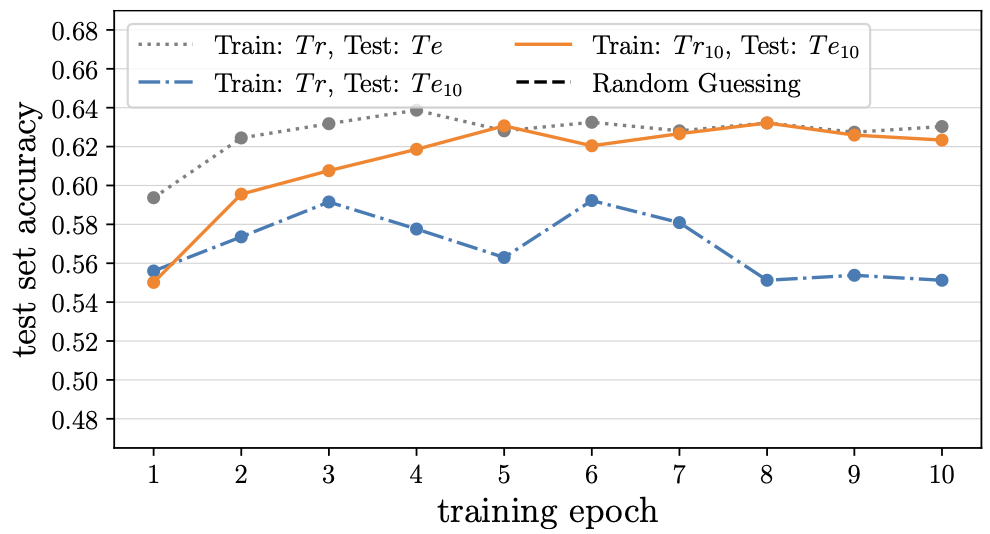 0.68
0.66
0.64
0.62
0.60
0.58
0.56
0.54
0.52
0.50
0.48
test set accuracy
Train: Tr, Test: Te
Train: Tr, Test: Te₁₀
Train: Tr₁₀, Test: Te₁₀
Random Guessing
1 2 3 4 5 6 7 8 9 10
training epoch